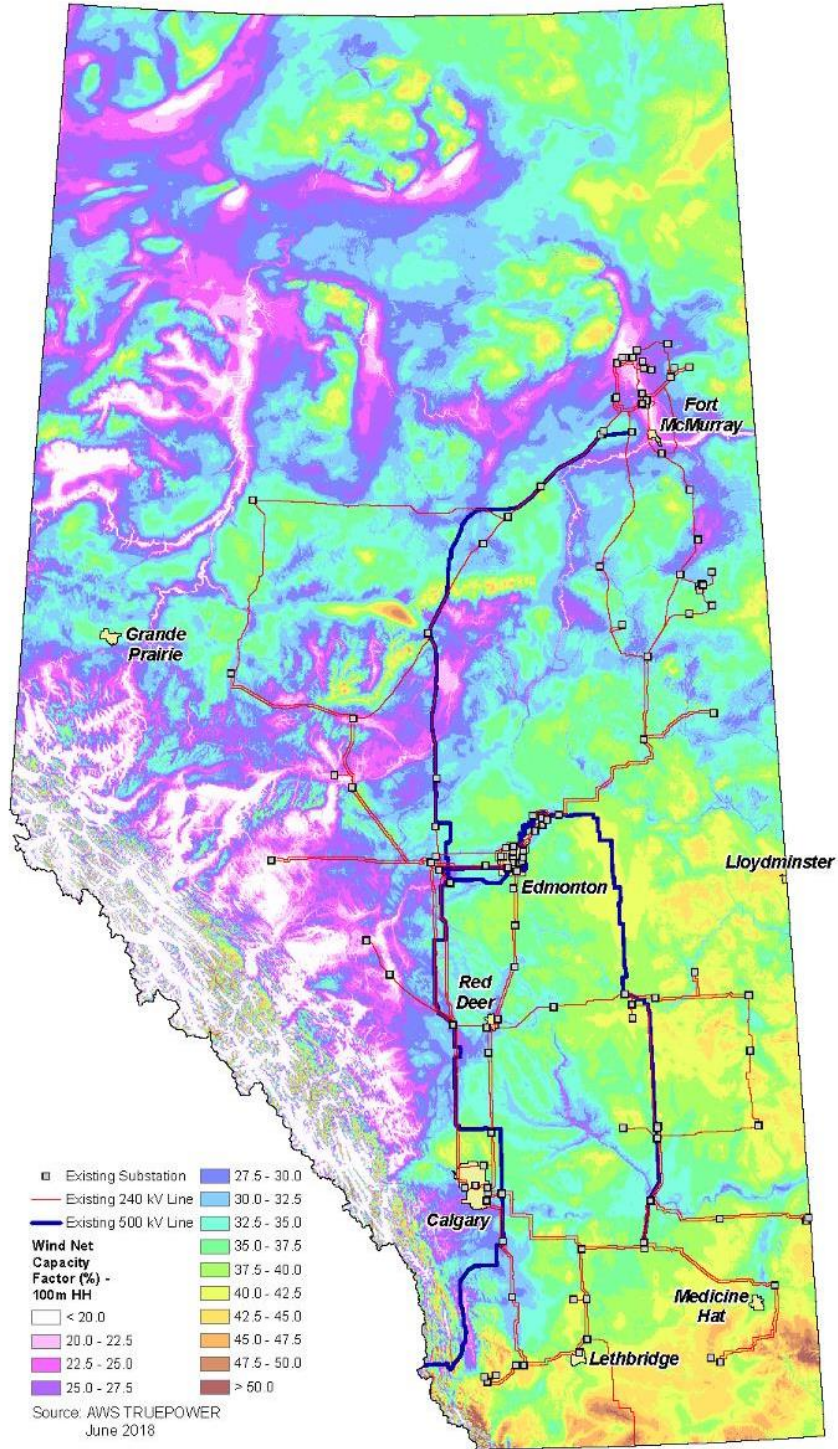 Fort
McMurray
Grande
Prairie
Lloydminster
Edmonton
Red
Deer
Calgary
Medicine
Hat
Lethbridge
Existing Substation
Existing 240 kV Line
Existing 500 kV Line
Wind Net
Capacity
Factor (%) -
100m HH
< 20.0
20.0 - 22.5
22.5 - 25.0
25.0 - 27.5
27.5 - 30.0
30.0 - 32.5
32.5 - 35.0
35.0 - 37.5
37.5 - 40.0
40.0 - 42.5
42.5 - 45.0
45.0 - 47.5
47.5 - 50.0
> 50.0
Source: AWS TRUEPOWER
June 2018